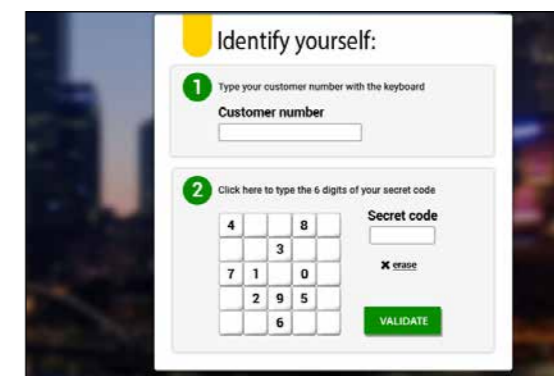 Identify yourself:
1 Type your customer number with the keyboard
Customer number
2 Click here to type the 6 digits of your secret code
Secret code
4 8
3
7 1 0
2 9 5
6
✖ erase
VALIDATE